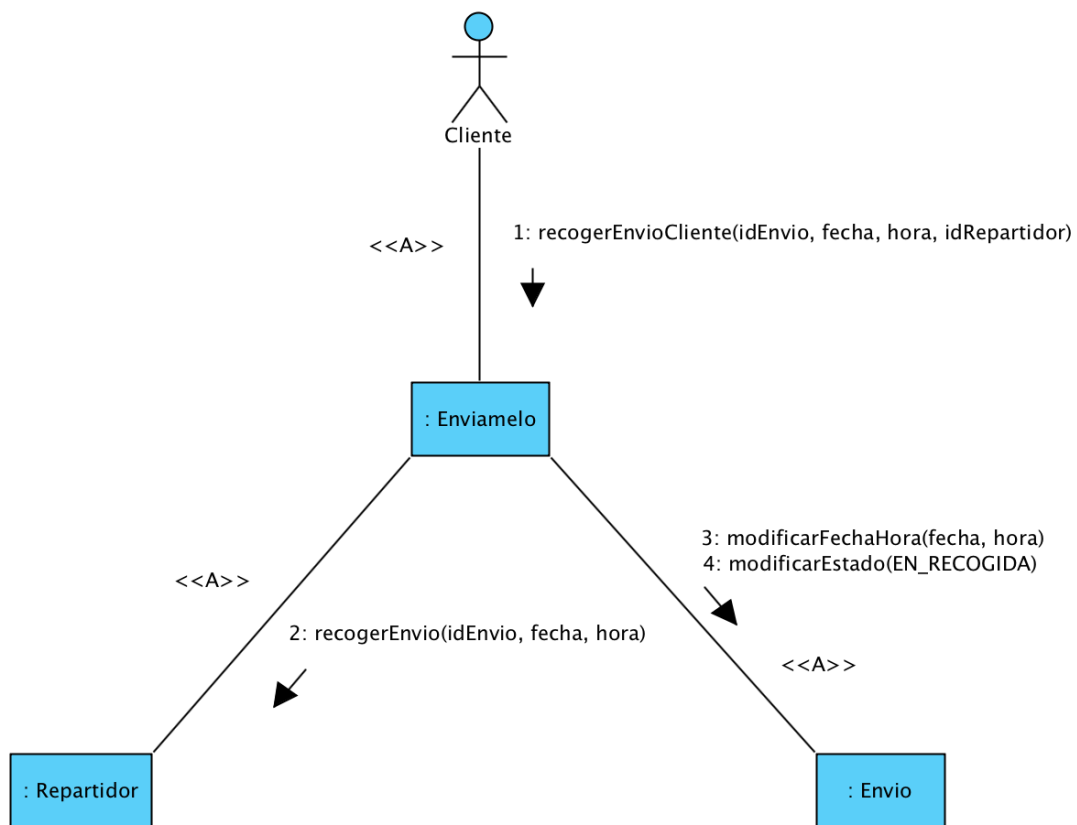 Cliente
1: recogerEnvioCliente(idEnvio, fecha, hora, idRepartidor)
<<A>>
: Enviamelo
3: modificarFechaHora(fecha, hora)
4: modificarEstado(EN_RECOGIDA)
<<A>>
2: recogerEnvio(idEnvio, fecha, hora)
<<A>>
: Repartidor
: Envio